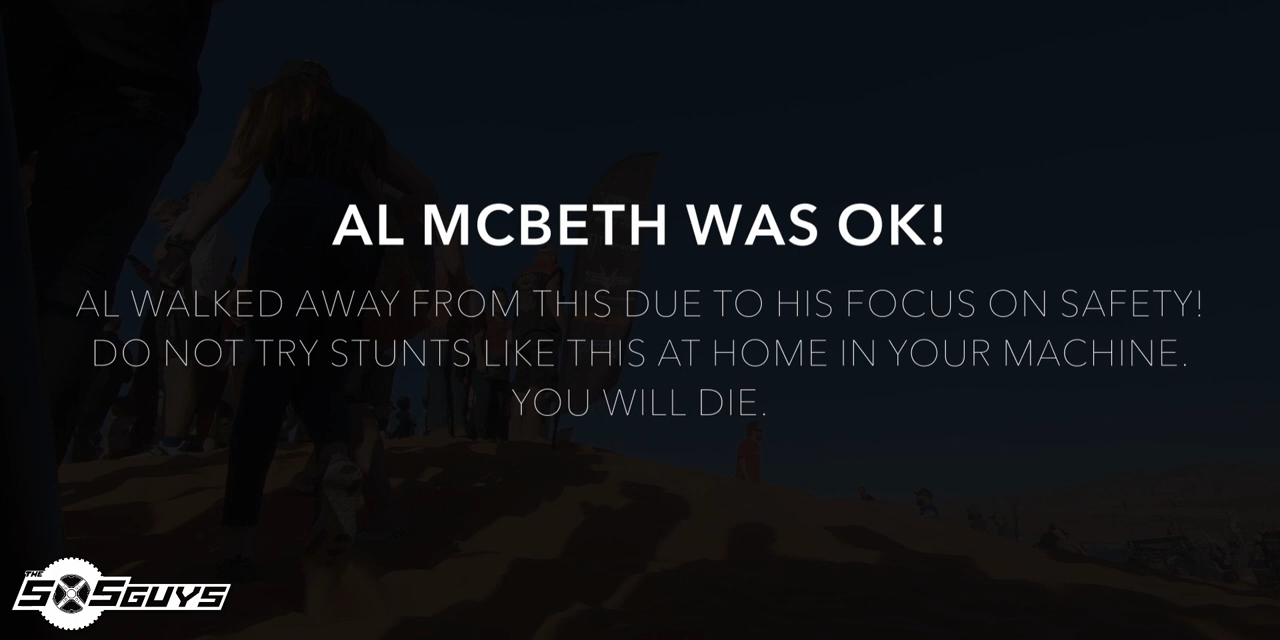 AL MCBETH WAS OK!
AL WALKED AWAY FROM THIS DUE TO HIS FOCUS ON SAFETY!
DO NOT TRY STUNTS LIKE THIS AT HOME IN YOUR MACHINE.
YOU WILL DIE.
THE
SXSGUYS